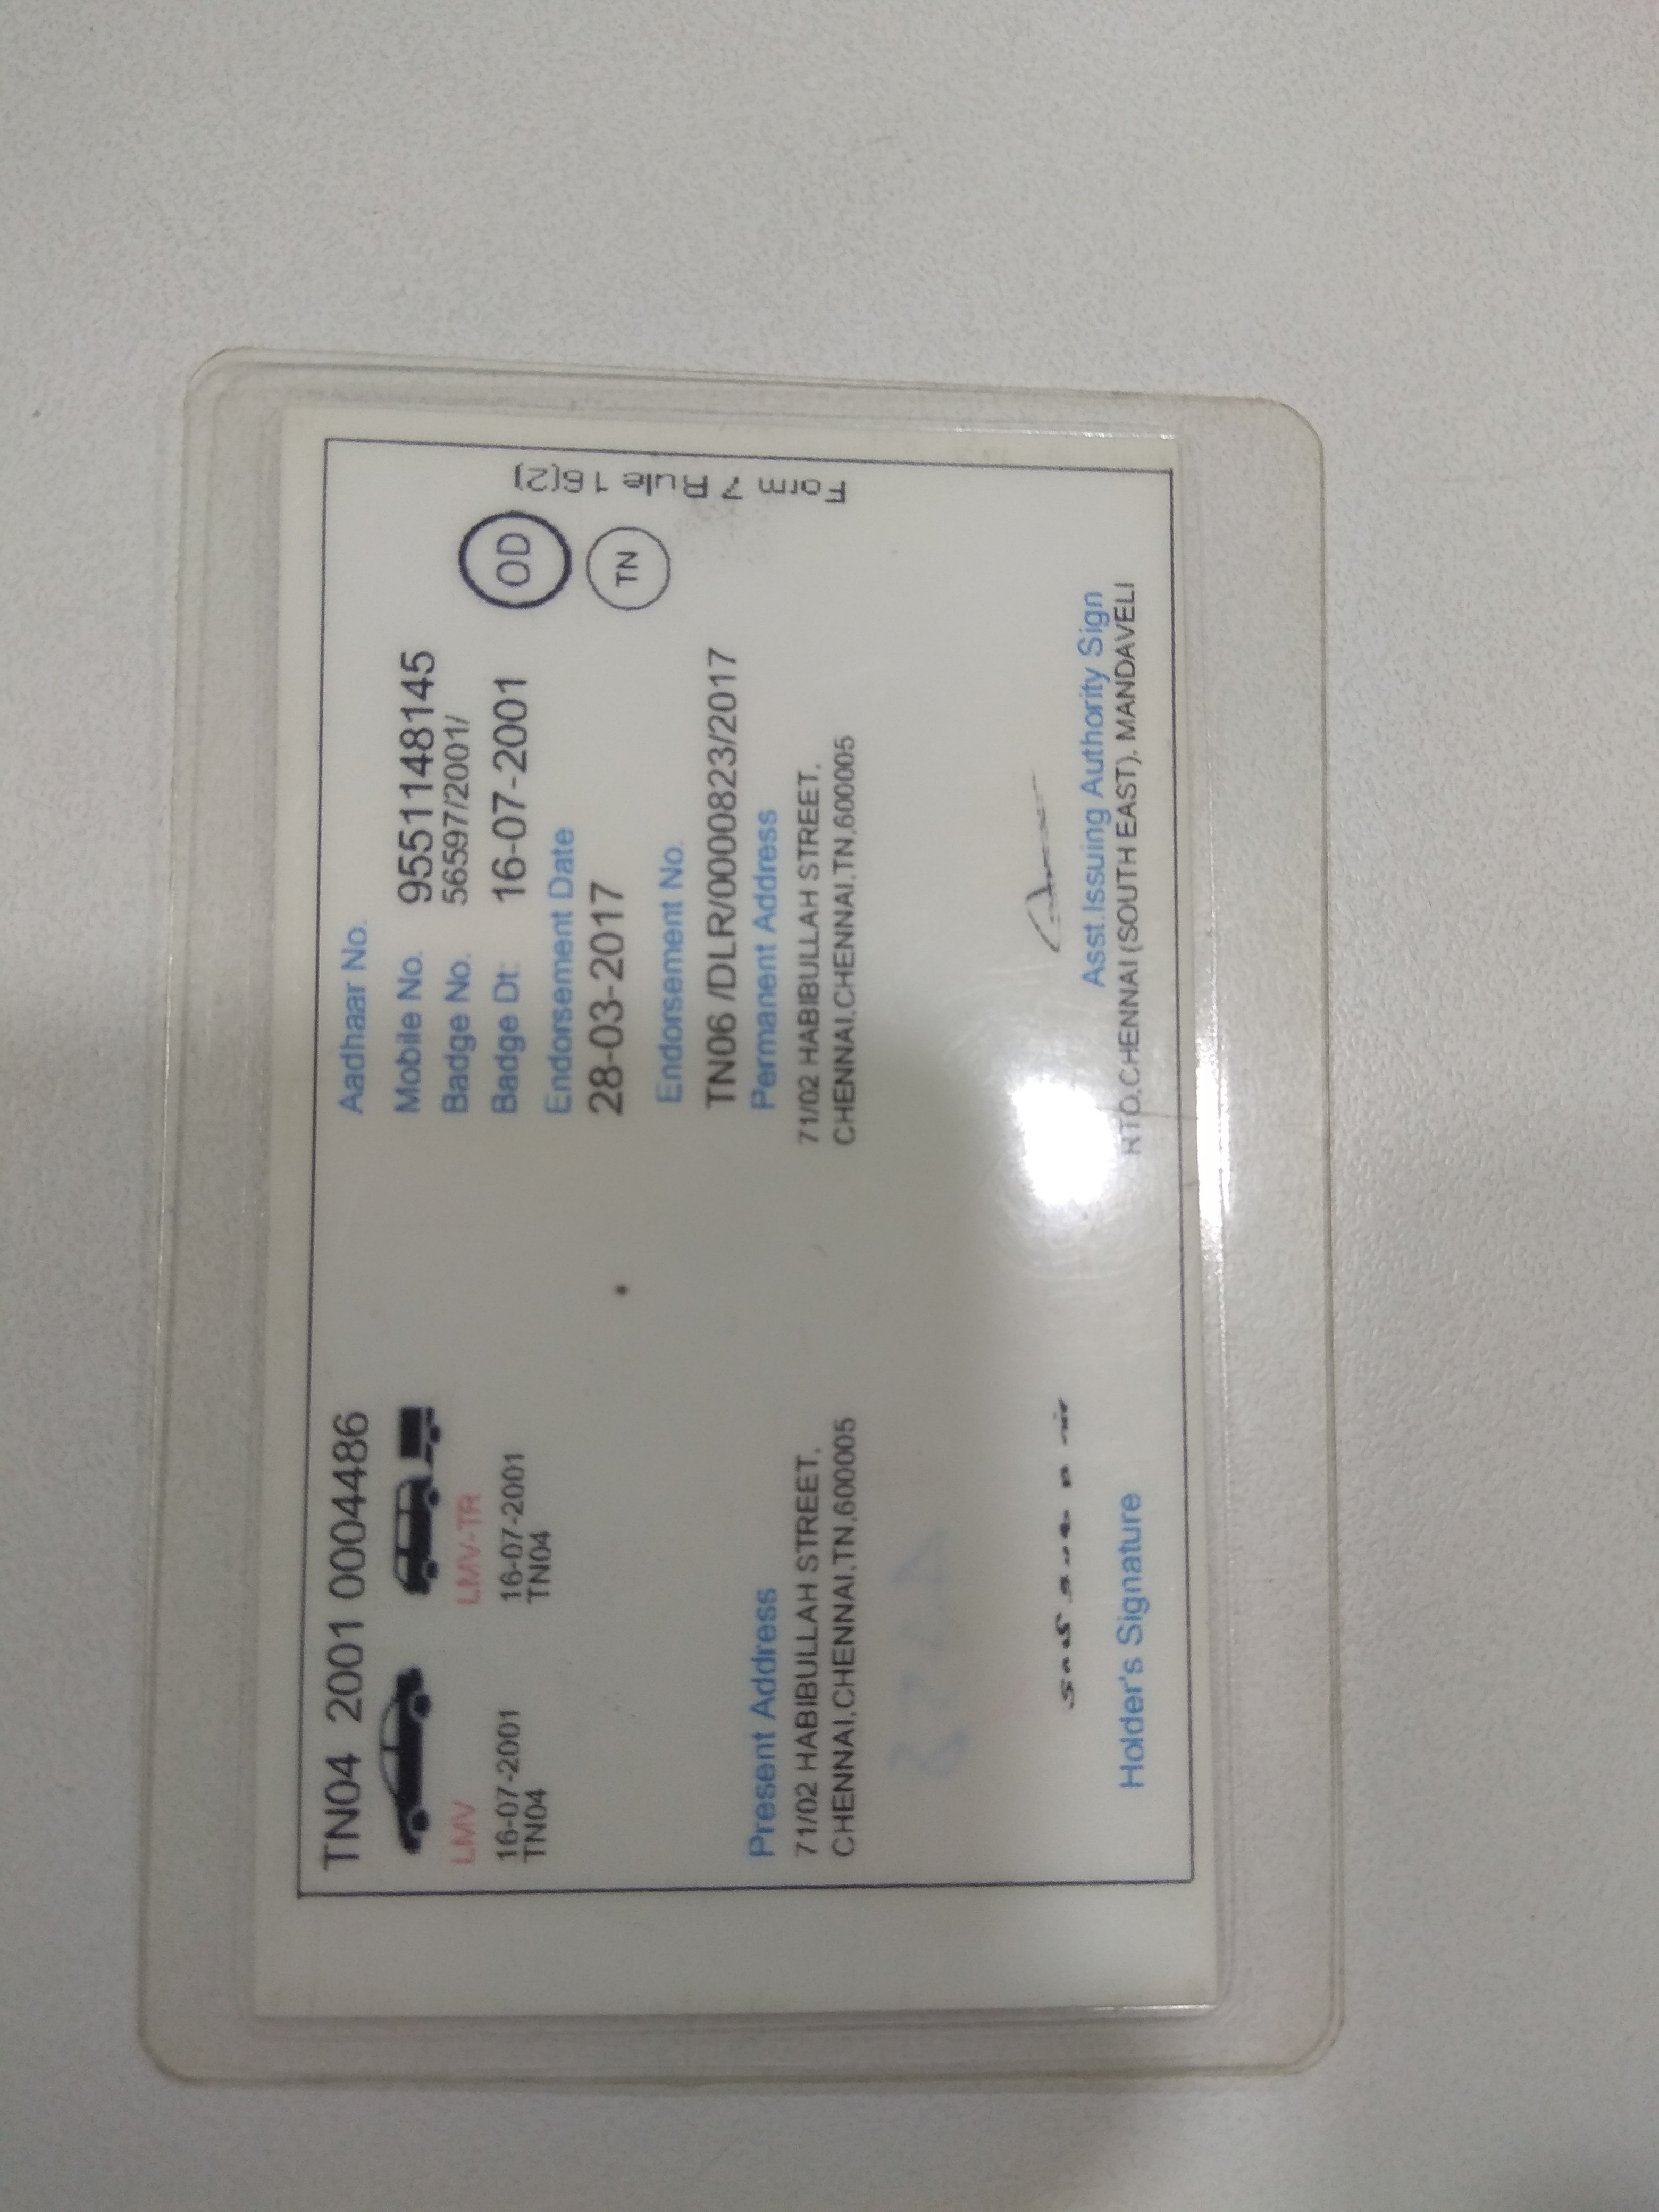 TN04 2001 0004486
LMV
16-07-2001
TN04
LMV-TR
16-07-2001
TN04
Aadhaar No.
Mobile No. 9551148145
Badge No. 56597/2001/
Badge Dt: 16-07-2001
Endorsement Date
28-03-2017
Endorsement No.
TN06 /DLR/0000823/2017
OD
TN
Form 7 Rule 16(2)
Present Address
71/02 HABIBULLAH STREET,
CHENNAI,CHENNAI,TN,600005
Permanent Address
71/02 HABIBULLAH STREET,
CHENNAI,CHENNAI,TN,600005
Holder's Signature
Asst.Issuing Authority Sign
RTO,CHENNAI (SOUTH EAST), MANDAVELI